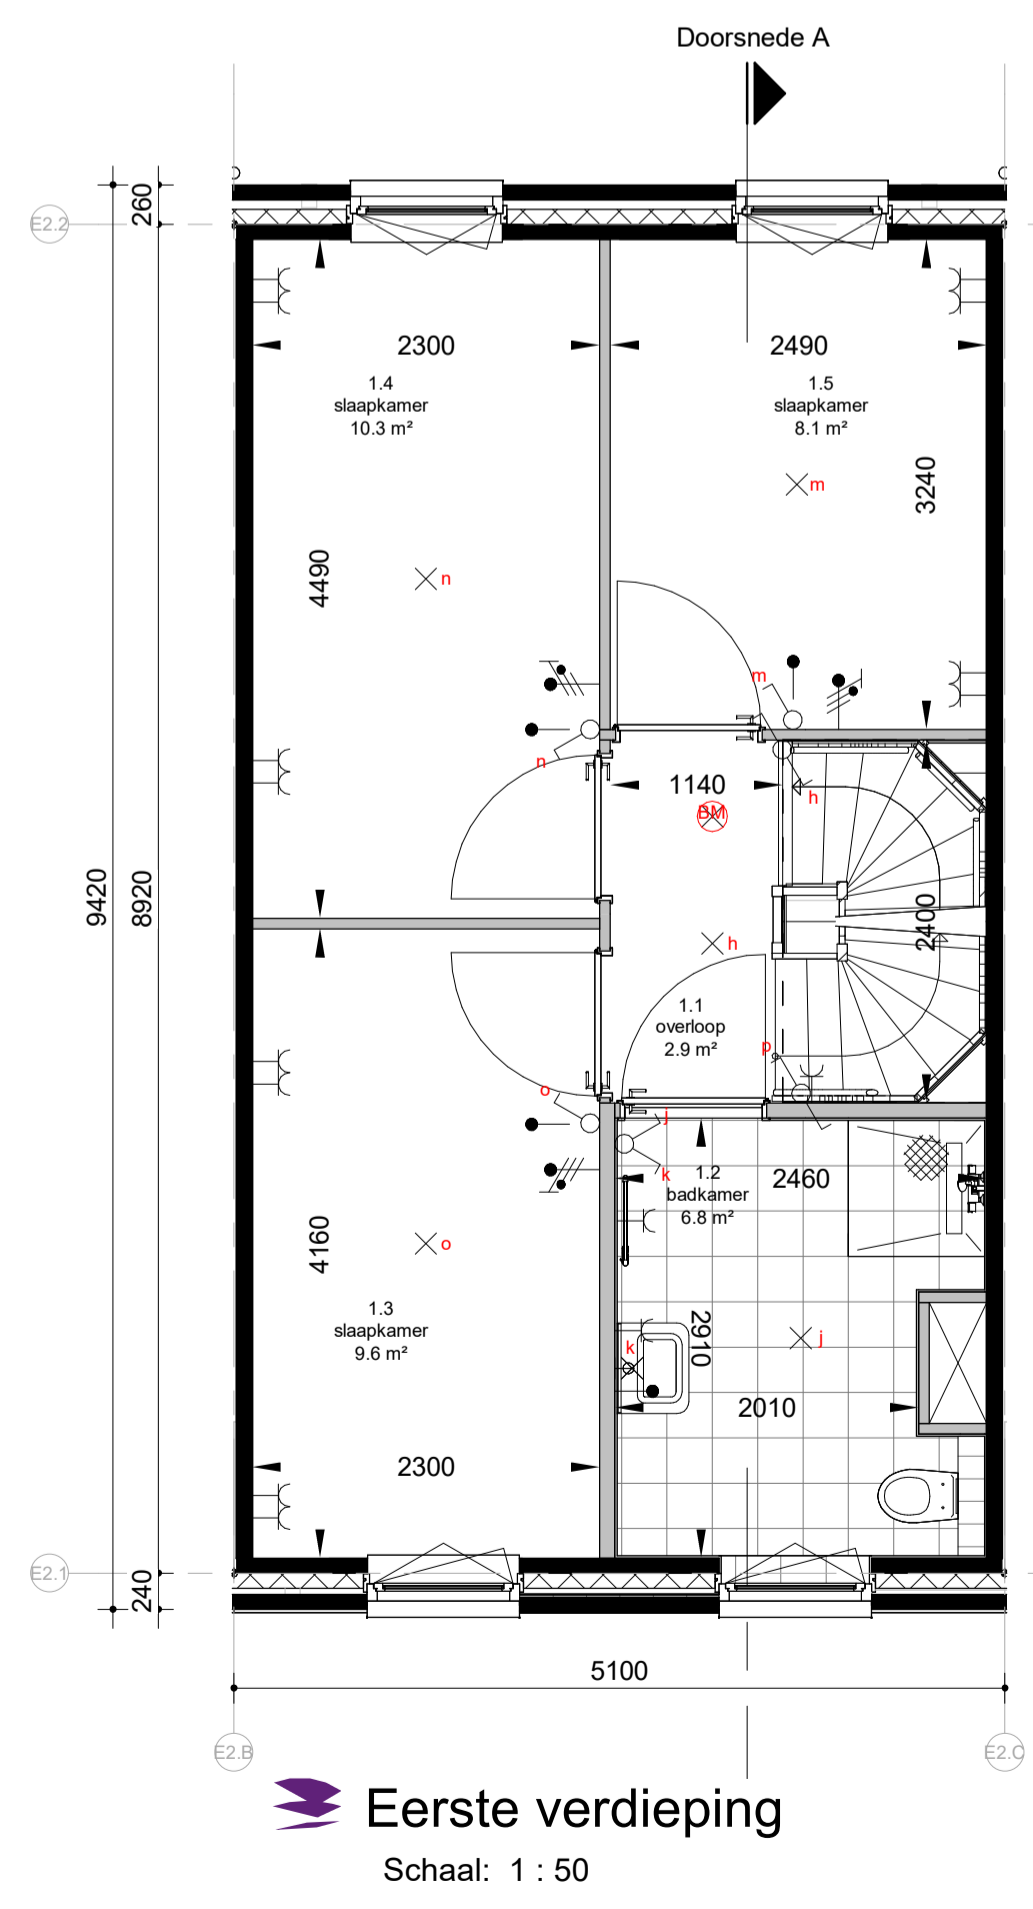 Doorsnede A
260
E2.2
2300
2490
1.4
slaapkamer
10.3 m²
1.5
slaapkamer
8.1 m²
3240
m
4490
n
m
n
1140
h
BM
9420
8920
2400
h
1.1
overloop
2.9 m²
p
o
j
k
1.2
badkamer
6.8 m²
2460
4160
o
1.3
slaapkamer
9.6 m²
2910
j
k
2010
2300
E2.1
240
5100
E2.B
E2.C
Eerste verdieping
Schaal: 1 : 50